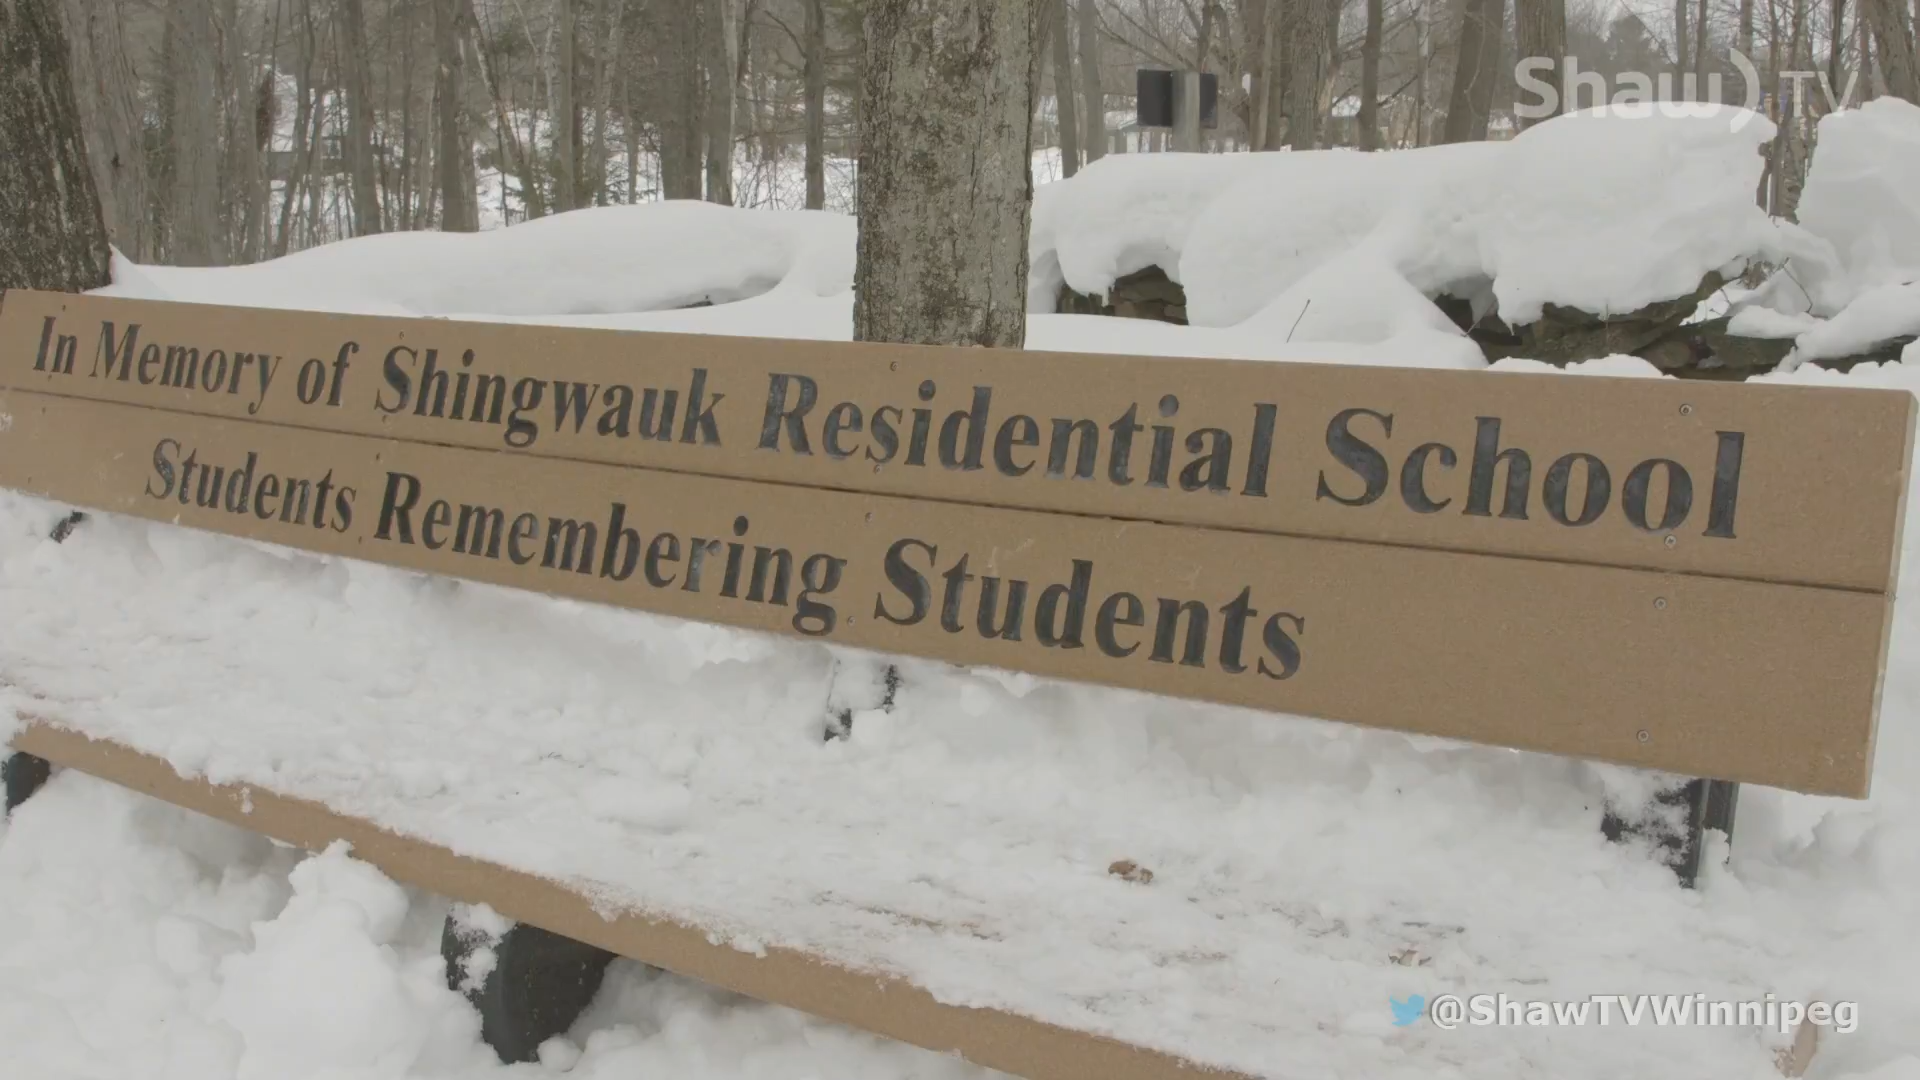 Shaw) TV
In Memory of Shingwauk Residential School
Students Remembering Students
@ShawTVWinnipeg